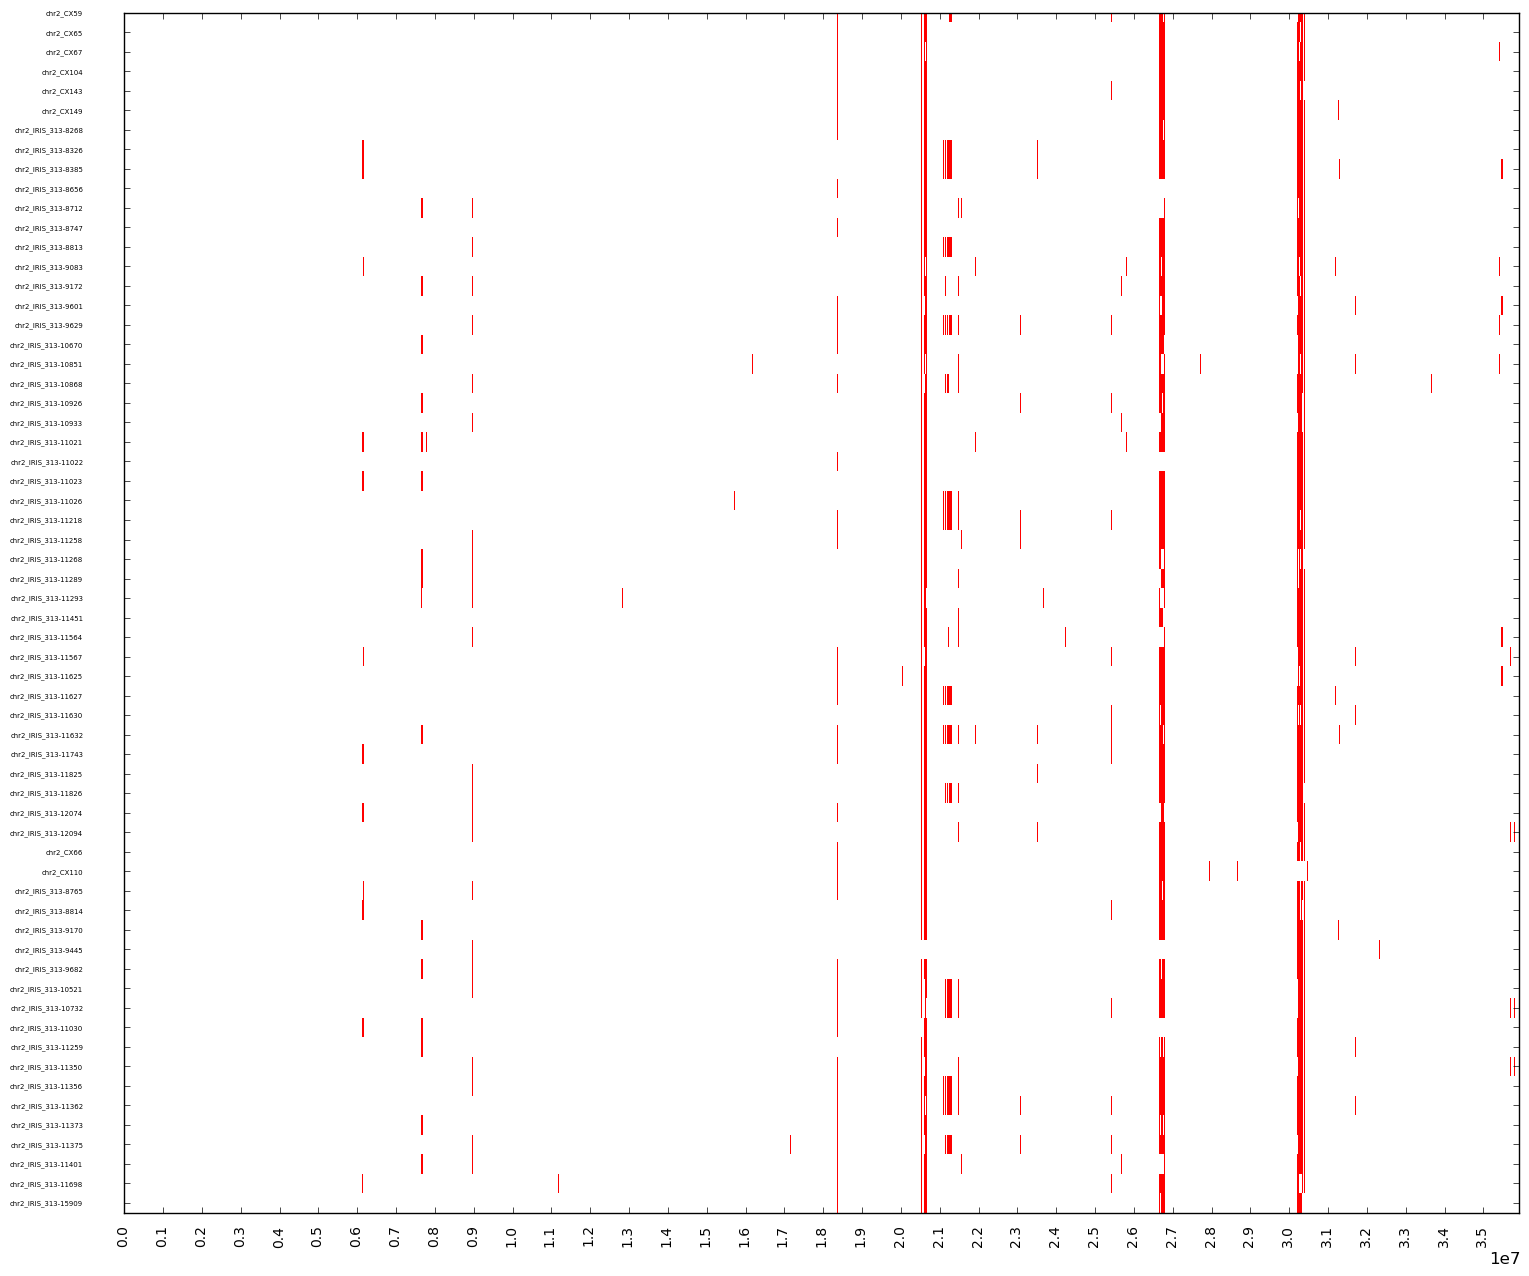 chr2_CX59
chr2_CX65
chr2_CX67
chr2_CX104
chr2_CX143
chr2_CX149
chr2_IRIS_313-8268
chr2_IRIS_313-8326
chr2_IRIS_313-8385
chr2_IRIS_313-8656
chr2_IRIS_313-8712
chr2_IRIS_313-8747
chr2_IRIS_313-8813
chr2_IRIS_313-9083
chr2_IRIS_313-9172
chr2_IRIS_313-9601
chr2_IRIS_313-9629
chr2_IRIS_313-10670
chr2_IRIS_313-10851
chr2_IRIS_313-10868
chr2_IRIS_313-10926
chr2_IRIS_313-10933
chr2_IRIS_313-11021
chr2_IRIS_313-11022
chr2_IRIS_313-11023
chr2_IRIS_313-11026
chr2_IRIS_313-11218
chr2_IRIS_313-11258
chr2_IRIS_313-11268
chr2_IRIS_313-11289
chr2_IRIS_313-11293
chr2_IRIS_313-11451
chr2_IRIS_313-11564
chr2_IRIS_313-11567
chr2_IRIS_313-11625
chr2_IRIS_313-11627
chr2_IRIS_313-11630
chr2_IRIS_313-11632
chr2_IRIS_313-11743
chr2_IRIS_313-11825
chr2_IRIS_313-11826
chr2_IRIS_313-12074
chr2_IRIS_313-12094
chr2_CX66
chr2_CX110
chr2_IRIS_313-8765
chr2_IRIS_313-8814
chr2_IRIS_313-9170
chr2_IRIS_313-9445
chr2_IRIS_313-9682
chr2_IRIS_313-10521
chr2_IRIS_313-10732
chr2_IRIS_313-11030
chr2_IRIS_313-11259
chr2_IRIS_313-11350
chr2_IRIS_313-11356
chr2_IRIS_313-11362
chr2_IRIS_313-11373
chr2_IRIS_313-11375
chr2_IRIS_313-11401
chr2_IRIS_313-11698
chr2_IRIS_313-15909
0.0 0.1 0.2 0.3 0.4 0.5 0.6 0.7 0.8 0.9 1.0 1.1 1.2 1.3 1.4 1.5 1.6 1.7 1.8 1.9 2.0 2.1 2.2 2.3 2.4 2.5 2.6 2.7 2.8 2.9 3.0 3.1 3.2 3.3 3.4 3.5
1e7